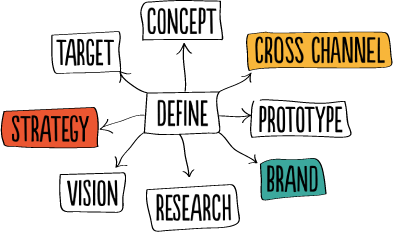 CONCEPT
TARGET
CROSS CHANNEL
STRATEGY
DEFINE
PROTOTYPE
VISION
RESEARCH
BRAND